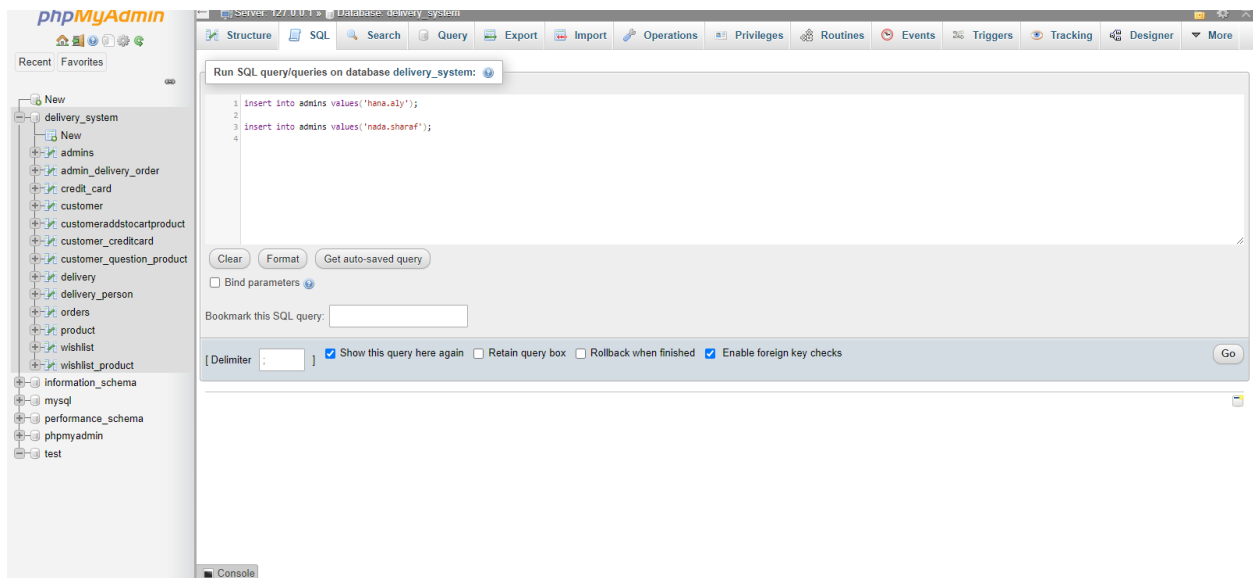 phpMyAdmin
Server: 127.0.0.1 » Database: delivery_system
Structure SQL Search Query Export Import Operations Privileges Routines Events Triggers Tracking Designer More
Recent Favorites
New
delivery_system
New
admins
admin_delivery_order
credit_card
customer
customeraddstocartproduct
customer_creditcard
customer_question_product
delivery
delivery_person
orders
product
wishlist
wishlist_product
information_schema
mysql
performance_schema
phpmyadmin
test
Run SQL query/queries on database delivery_system:
1 insert into admins values('hana.aly');
2
3 insert into admins values('nada.sharaf');
4
Clear Format Get auto-saved query
Bind parameters
Bookmark this SQL query:
[ Delimiter ; ] Show this query here again Retain query box Rollback when finished Enable foreign key checks Go
Console